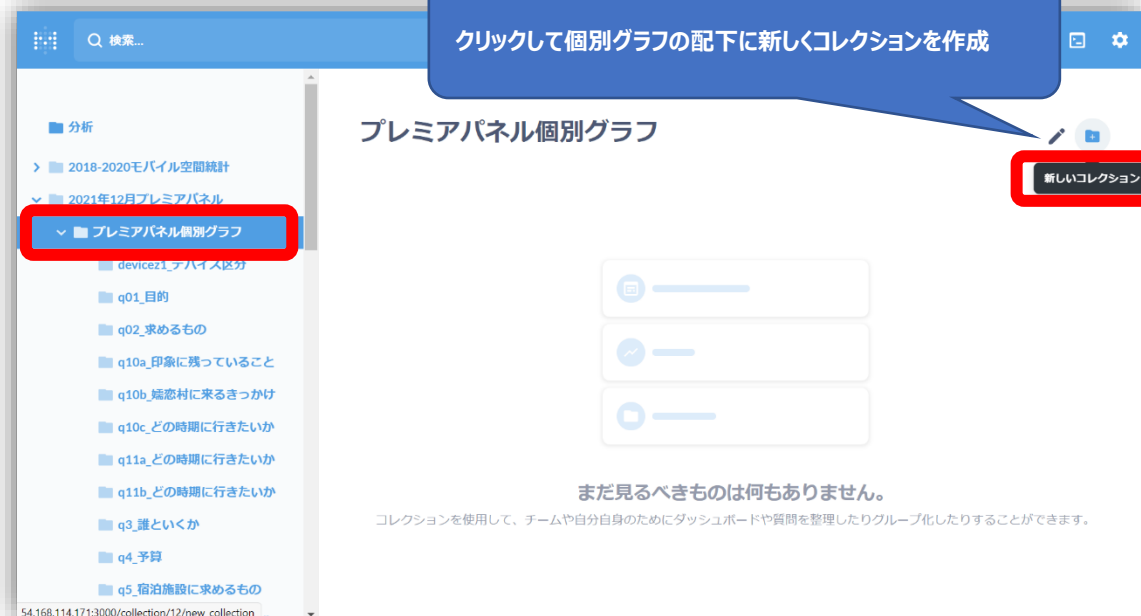 検索...
クリックして個別グラフの配下に新しくコレクションを作成
分析
2018-2020モバイル空間統計
2021年12月プレミアパネル
プレミアパネル個別グラフ
devicez1_デバイス区分
q01_目的
q02_求めるもの
q10a_印象に残っていること
q10b_嬬恋村に来るきっかけ
q10c_どの時期に行きたいか
q11a_どの時期に行きたいか
q11b_どの時期に行きたいか
q3_誰といくか
q4_予算
q5_宿泊施設に求めるもの
54.168.114.171:3000/collection/12/new_collection
プレミアパネル個別グラフ
新しいコレクション
まだ見るべきものは何もありません。
コレクションを使用して、チームや自分自身のためにダッシュボードや質問を整理したりグループ化したりすることができます。